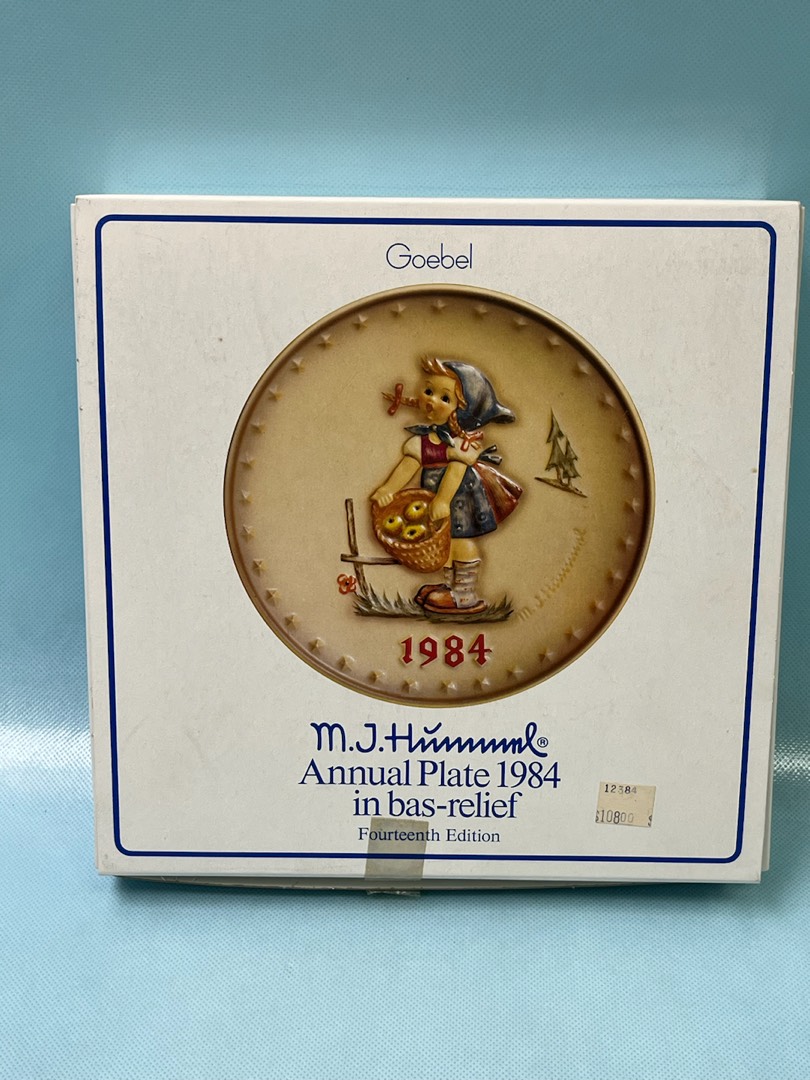 Goebel
M.J.Hummel
1984
M.J.Hummel®
Annual Plate 1984
in bas-relief
Fourteenth Edition
12384
$10800